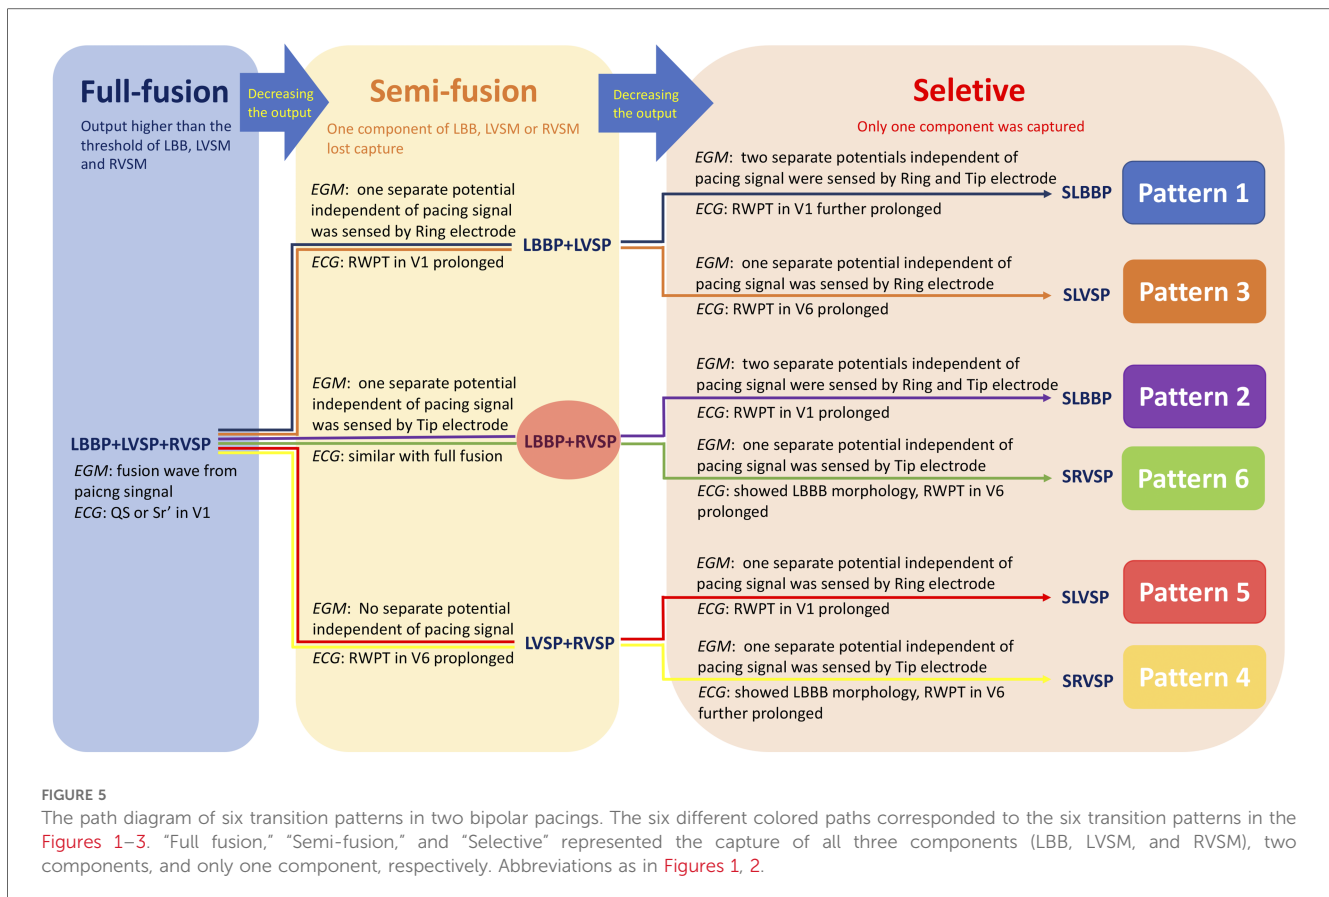 Full-fusion
Output higher than the
threshold of LBB, LVSM
and RVSM
Decreasing
the output
Semi-fusion
One component of LBB, LVSM or RVSM
lost capture
Decreasing
the output
Seletive
Only one component was captured
LBBP+LVSP+RVSP
EGM: fusion wave from
paicng singnal
ECG: QS or Sr’ in V1
EGM: one separate potential
independent of pacing signal
was sensed by Ring electrode
ECG: RWPT in V1 prolonged
LBBP+LVSP
EGM: one separate potential
independent of pacing signal
was sensed by Tip electrode
ECG: similar with full fusion
LBBP+RVSP
EGM: No separate potential
independent of pacing signal
ECG: RWPT in V6 proplonged
LVSP+RVSP
EGM: two separate potentials independent of
pacing signal were sensed by Ring and Tip electrode
ECG: RWPT in V1 further prolonged
SLBBP
Pattern 1
EGM: one separate potential independent of
pacing signal was sensed by Ring electrode
ECG: RWPT in V6 prolonged
SLVSP
Pattern 3
EGM: two separate potentials independent of
pacing signal were sensed by Ring and Tip electrode
ECG: RWPT in V1 prolonged
SLBBP
Pattern 2
EGM: one separate potential independent of
pacing signal was sensed by Tip electrode
ECG: showed LBBB morphology, RWPT in V6
prolonged
SRVSP
Pattern 6
EGM: one separate potential independent of
pacing signal was sensed by Ring electrode
ECG: RWPT in V1 prolonged
SLVSP
Pattern 5
EGM: one separate potential independent of
pacing signal was sensed by Tip electrode
ECG: showed LBBB morphology, RWPT in V6
further prolonged
SRVSP
Pattern 4
FIGURE 5
The path diagram of six transition patterns in two bipolar pacings. The six different colored paths corresponded to the six transition patterns in the
Figures 1–3. “Full fusion,” “Semi-fusion,” and “Selective” represented the capture of all three components (LBB, LVSM, and RVSM), two
components, and only one component, respectively. Abbreviations as in Figures 1, 2.